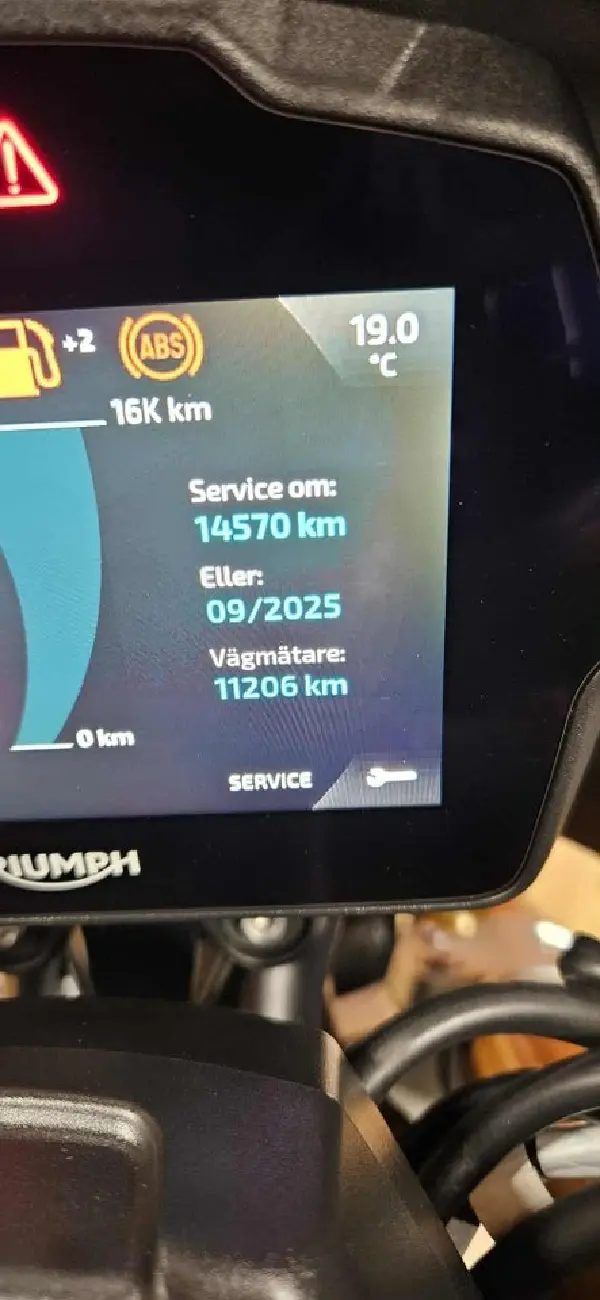 +2 ABS 19.0
°C
16K km
Service om:
14570 km
Eller:
09/2025
Vägmätare:
11206 km
0 km
SERVICE
RIUMPH